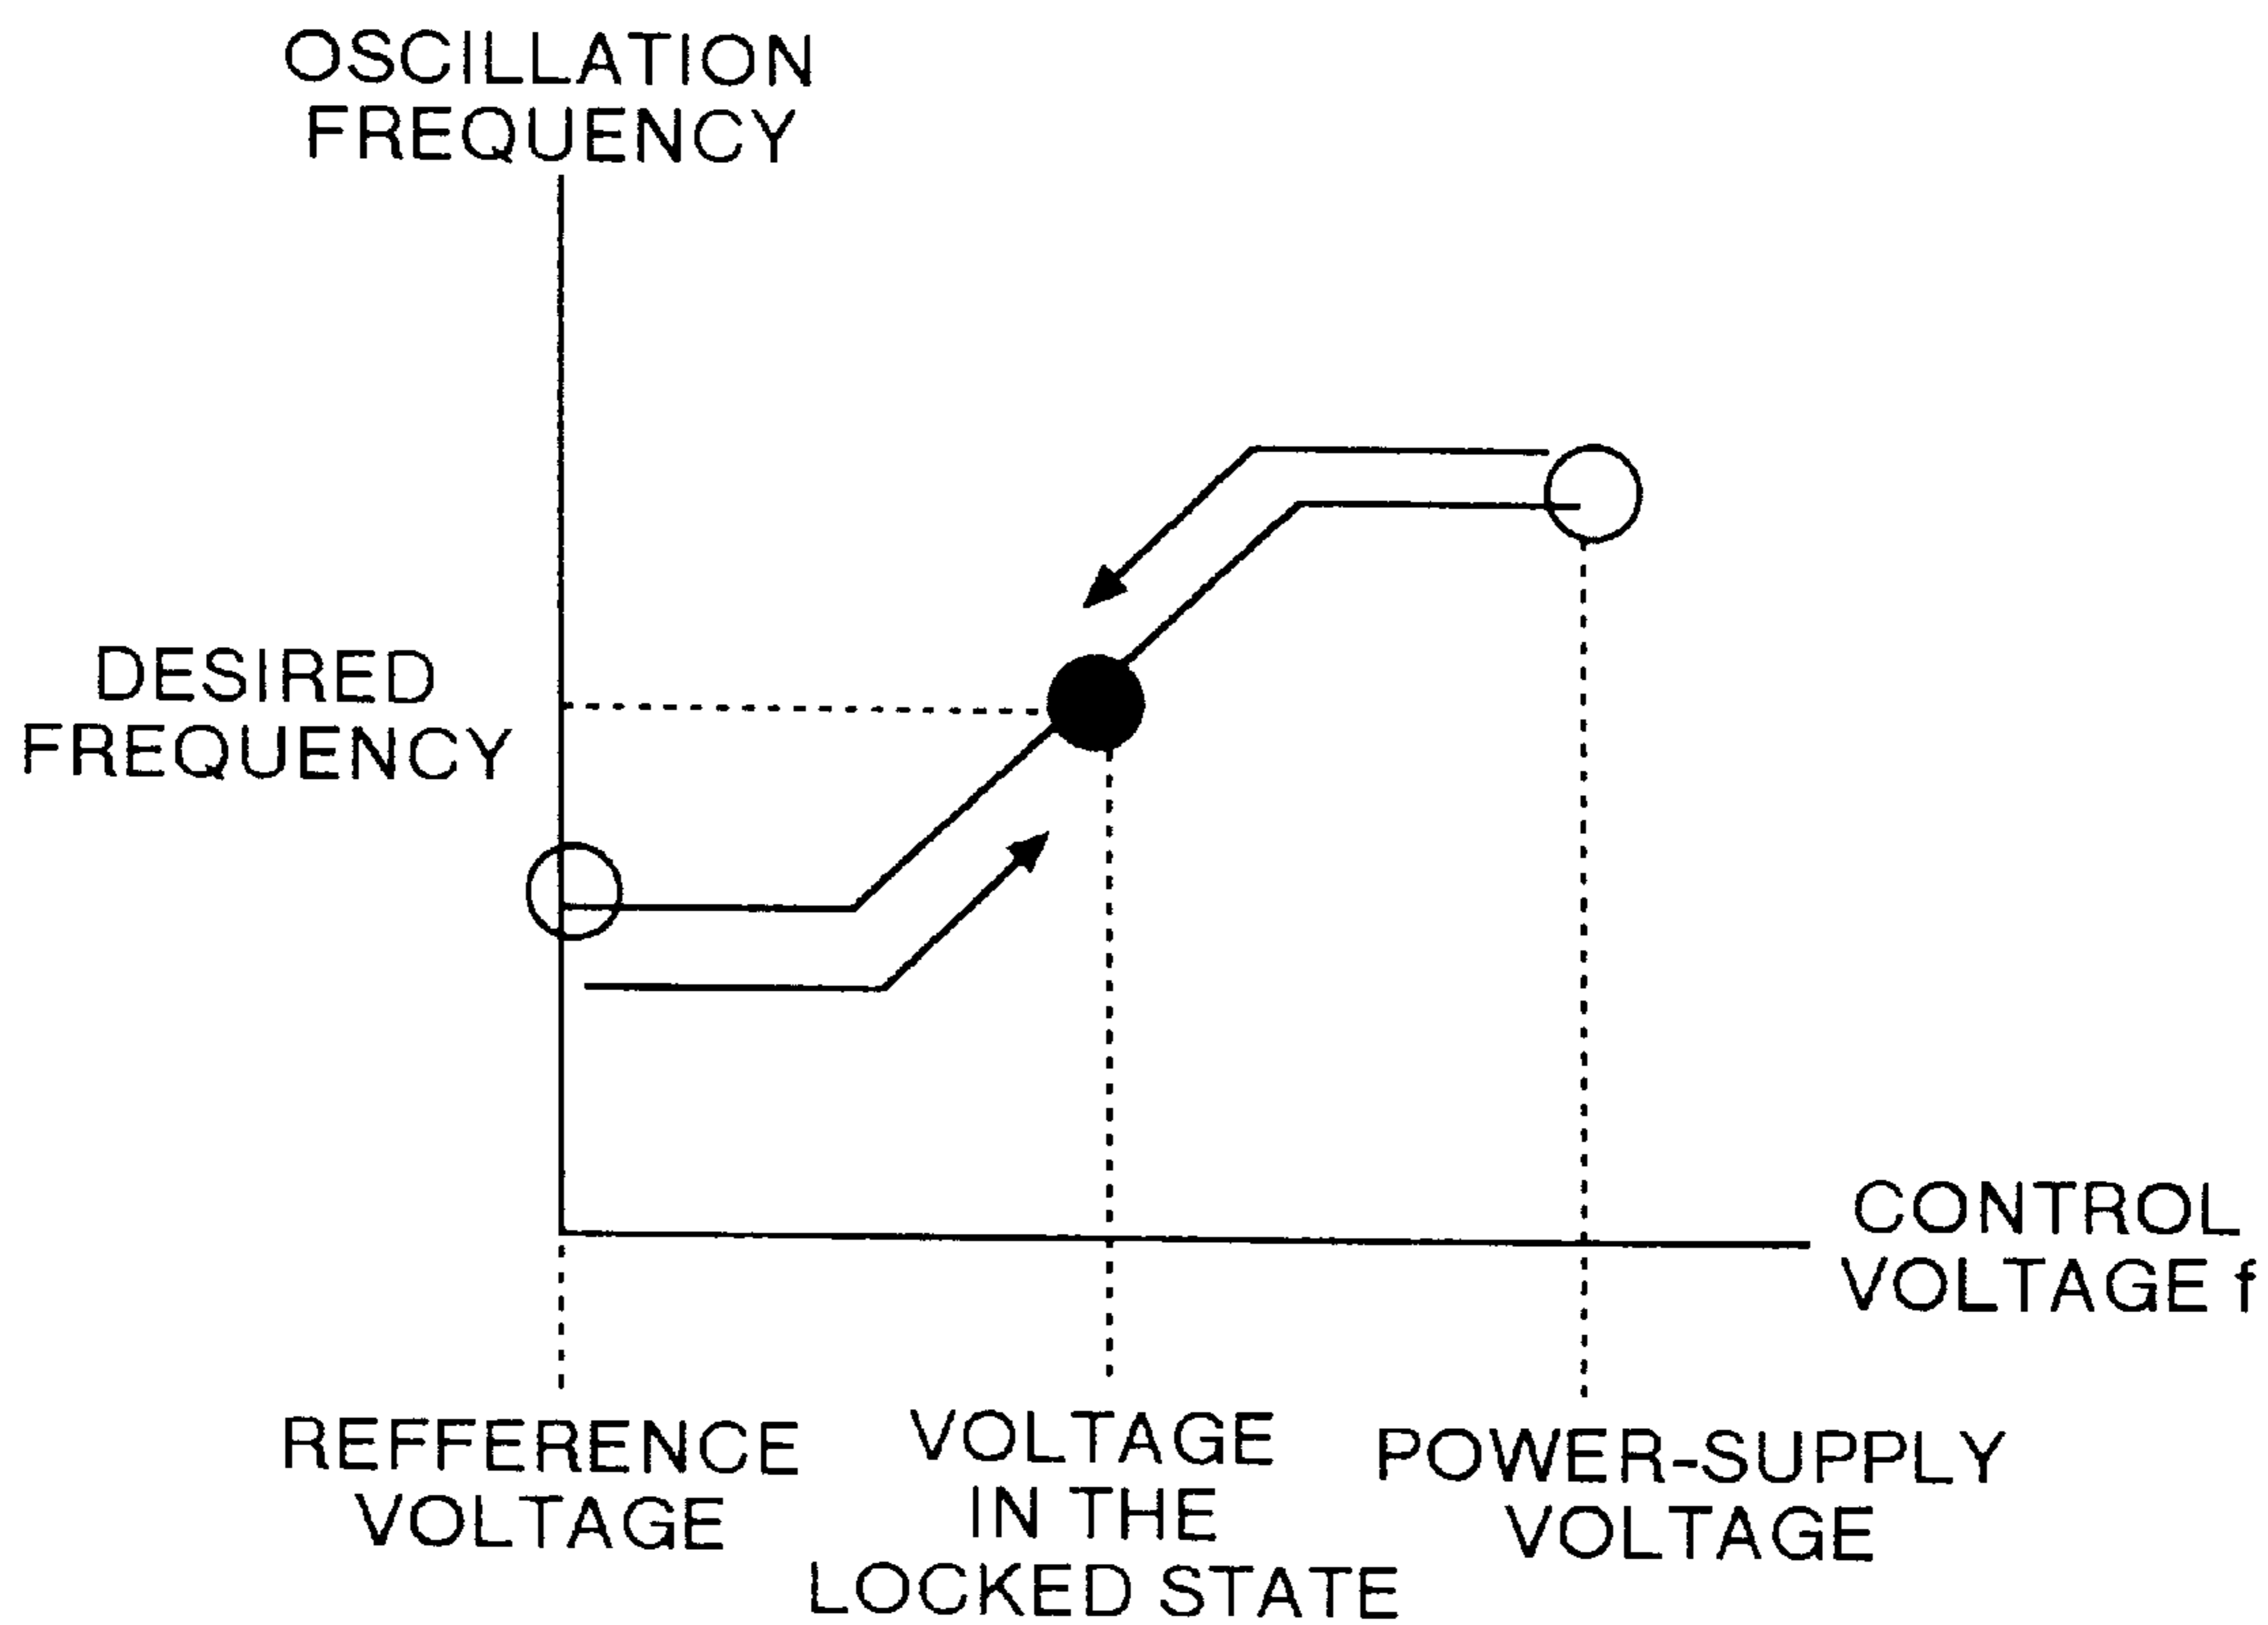 OSCILLATION
FREQUENCY
DESIRED
FREQUENCY
CONTROL
VOLTAGE f
REFFERENCE
VOLTAGE
VOLTAGE
IN THE
LOCKED STATE
POWER-SUPPLY
VOLTAGE